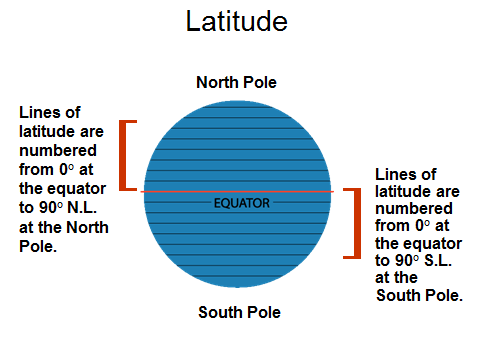 Latitude
North Pole
Lines of
latitude are
numbered
from 0° at
the equator
to 90° N.L.
at the North
Pole.
EQUATOR
Lines of
latitude are
numbered
from 0° at
the equator
to 90° S.L.
at the
South Pole.
South Pole